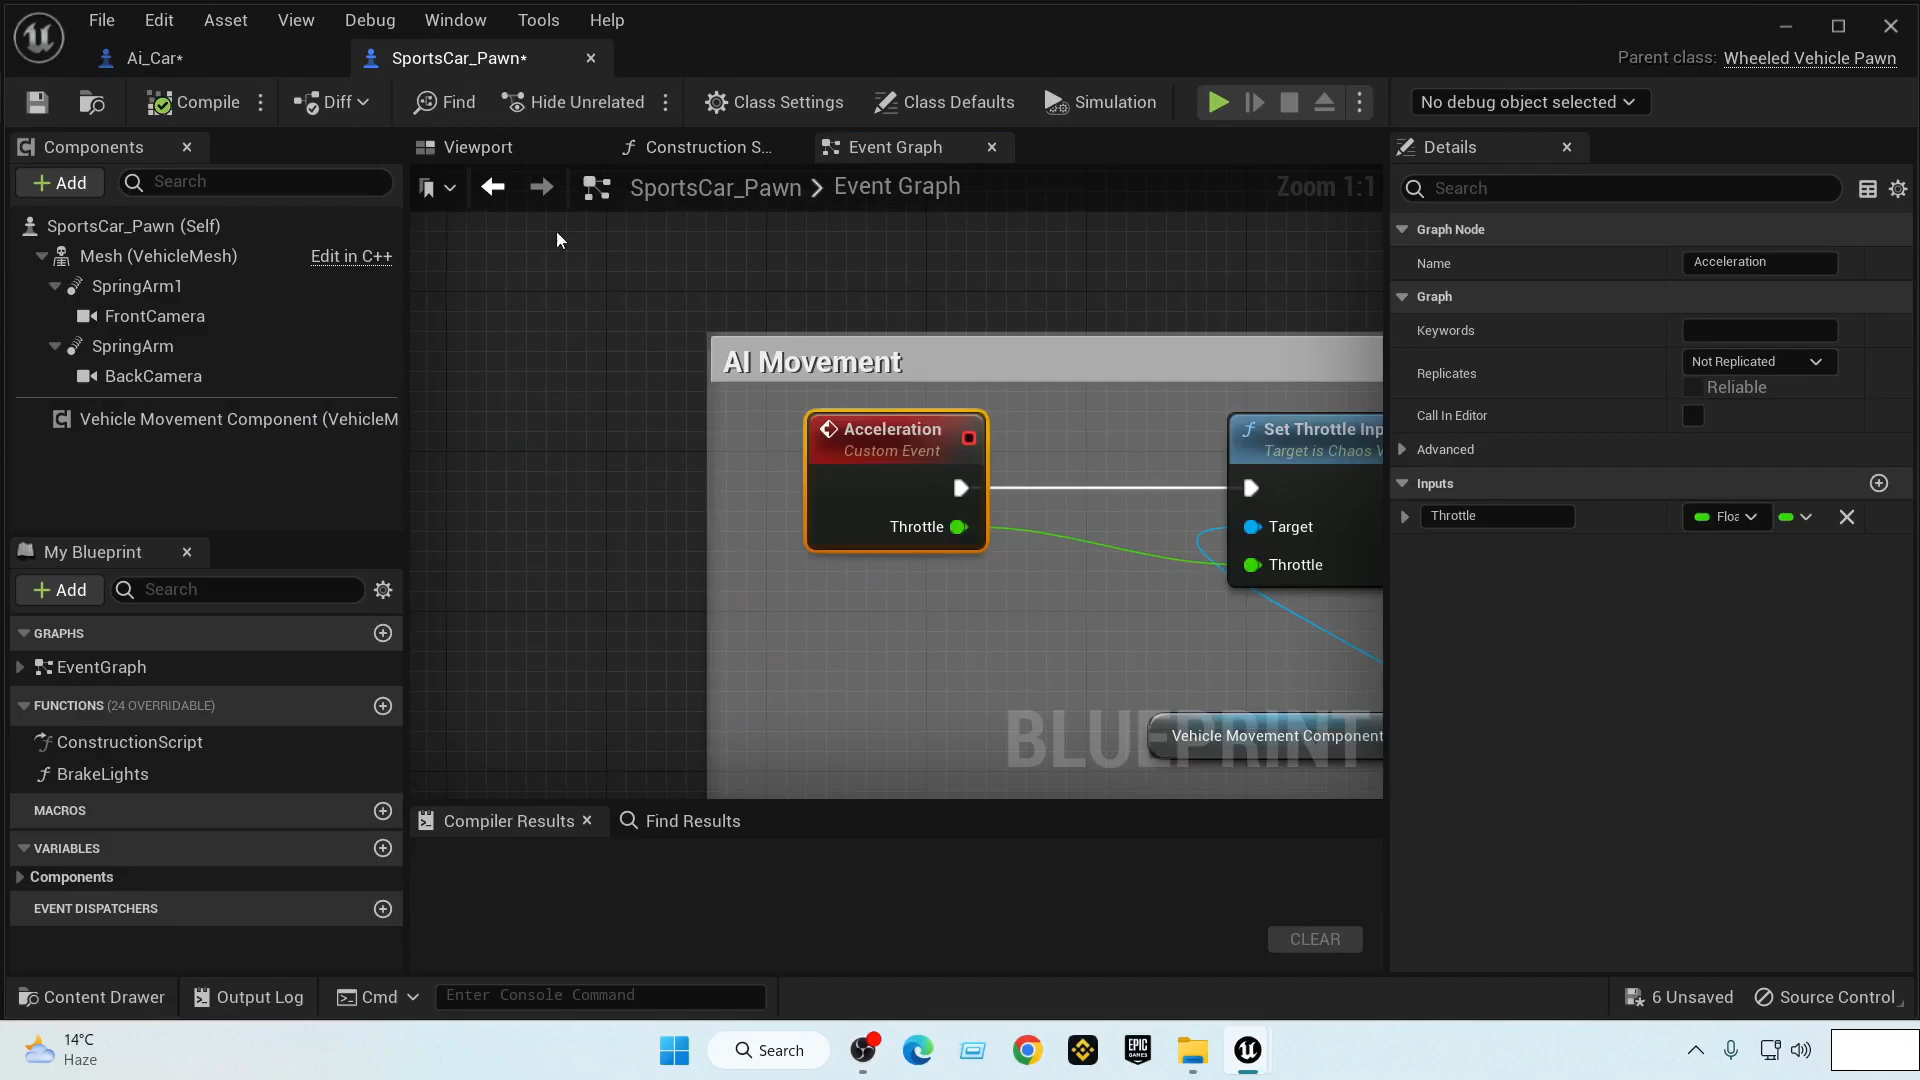 File Edit Asset View Debug Window Tools Help
Ai_Car*
SportsCar_Pawn*
Parent class: Wheeled Vehicle Pawn
Compile
Diff
Find
Hide Unrelated
Class Settings
Class Defaults
Simulation
No debug object selected
Components
Viewport
Construction S...
Event Graph
Details
Add
Search
SportsCar_Pawn > Event Graph
Zoom 1:1
Search
SportsCar_Pawn (Self)
Mesh (VehicleMesh)
Edit in C++
SpringArm1
FrontCamera
SpringArm
BackCamera
Vehicle Movement Component (VehicleM
AI Movement
Acceleration
Custom Event
Throttle
Set Throttle Inp
Target is Chaos V
Target
Throttle
Vehicle Movement Component
BLUEPRINT
Graph Node
Name
Acceleration
Graph
Keywords
Replicates
Not Replicated
Reliable
Call In Editor
Advanced
Inputs
Throttle
Floa
My Blueprint
Add
Search
GRAPHS
EventGraph
FUNCTIONS (24 OVERRIDABLE)
ConstructionScript
BrakeLights
MACROS
VARIABLES
Components
EVENT DISPATCHERS
Compiler Results
Find Results
CLEAR
Content Drawer
Output Log
Cmd
Enter Console Command
6 Unsaved
Source Control
14°C
Haze
Search
EPIC
GAMES